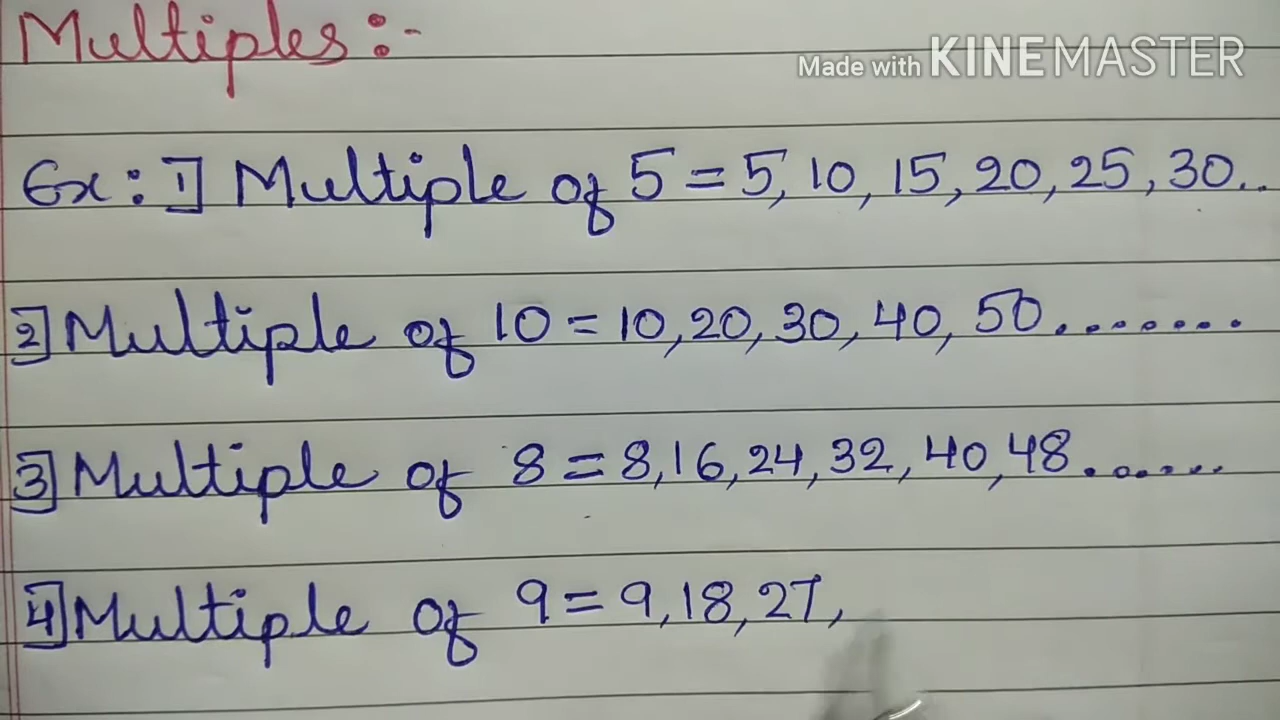 Multiples :-
Made with KINEMASTER
Ex: 1] Multiple of 5 = 5, 10, 15, 20, 25, 30..
2] Multiple of 10 = 10, 20, 30, 40, 50........
3] Multiple of 8 = 8, 16, 24, 32, 40, 48.......
4] Multiple of 9 = 9, 18, 27,